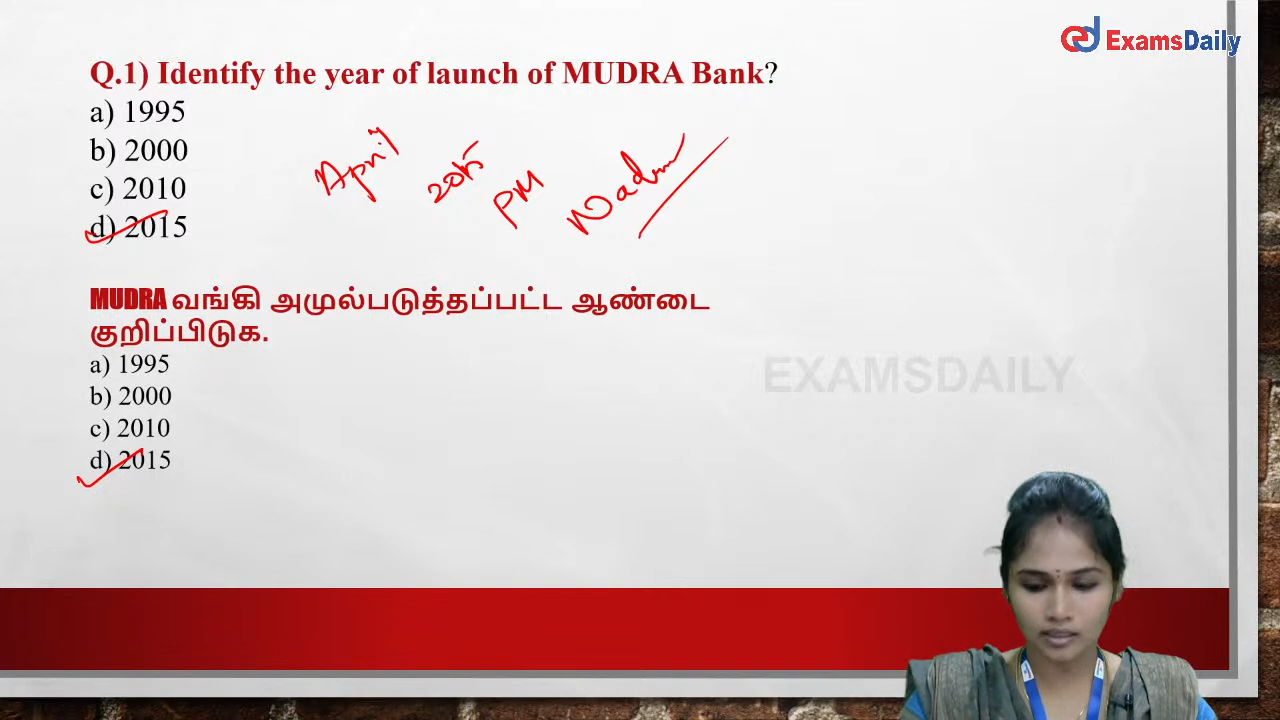 ExamsDaily
Q.1) Identify the year of launch of MUDRA Bank?
a) 1995
b) 2000
c) 2010
d) 2015
April 2015 PM
MUDRA வங்கி அமுல்படுத்தப்பட்ட ஆண்டை
குறிப்பிடுக.
a) 1995
b) 2000
c) 2010
d) 2015
EXAMSDAILY